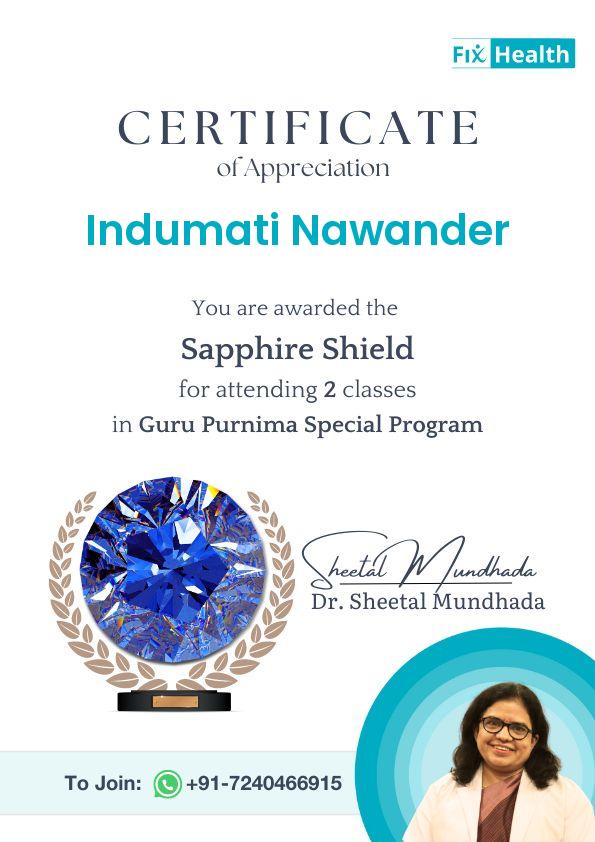 Fix Health
CERTIFICATE
of Appreciation
Indumati Nawander
You are awarded the
Sapphire Shield
for attending 2 classes
in Guru Purnima Special Program
Sheetal Mundhada
Dr. Sheetal Mundhada
To Join: +91-7240466915